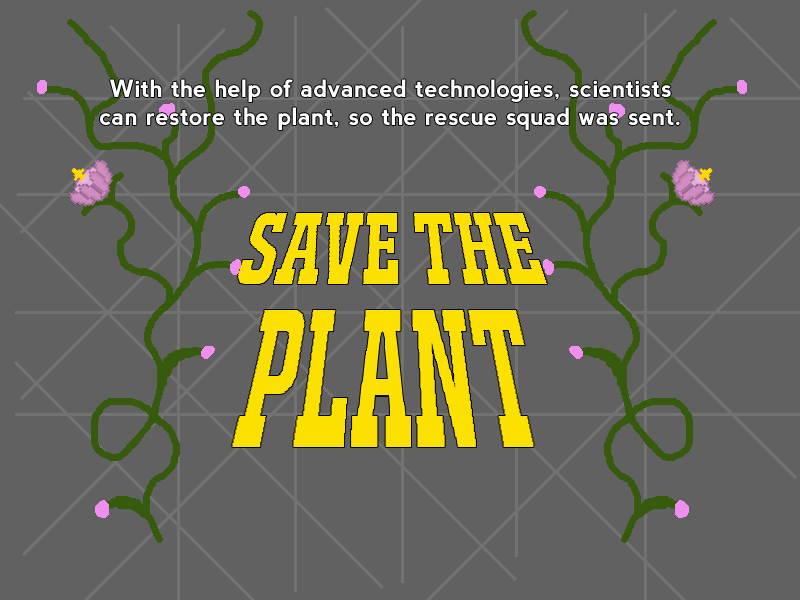 With the help of advanced technologies, scientists
can restore the plant, so the rescue squad was sent.
SAVE THE
PLANT